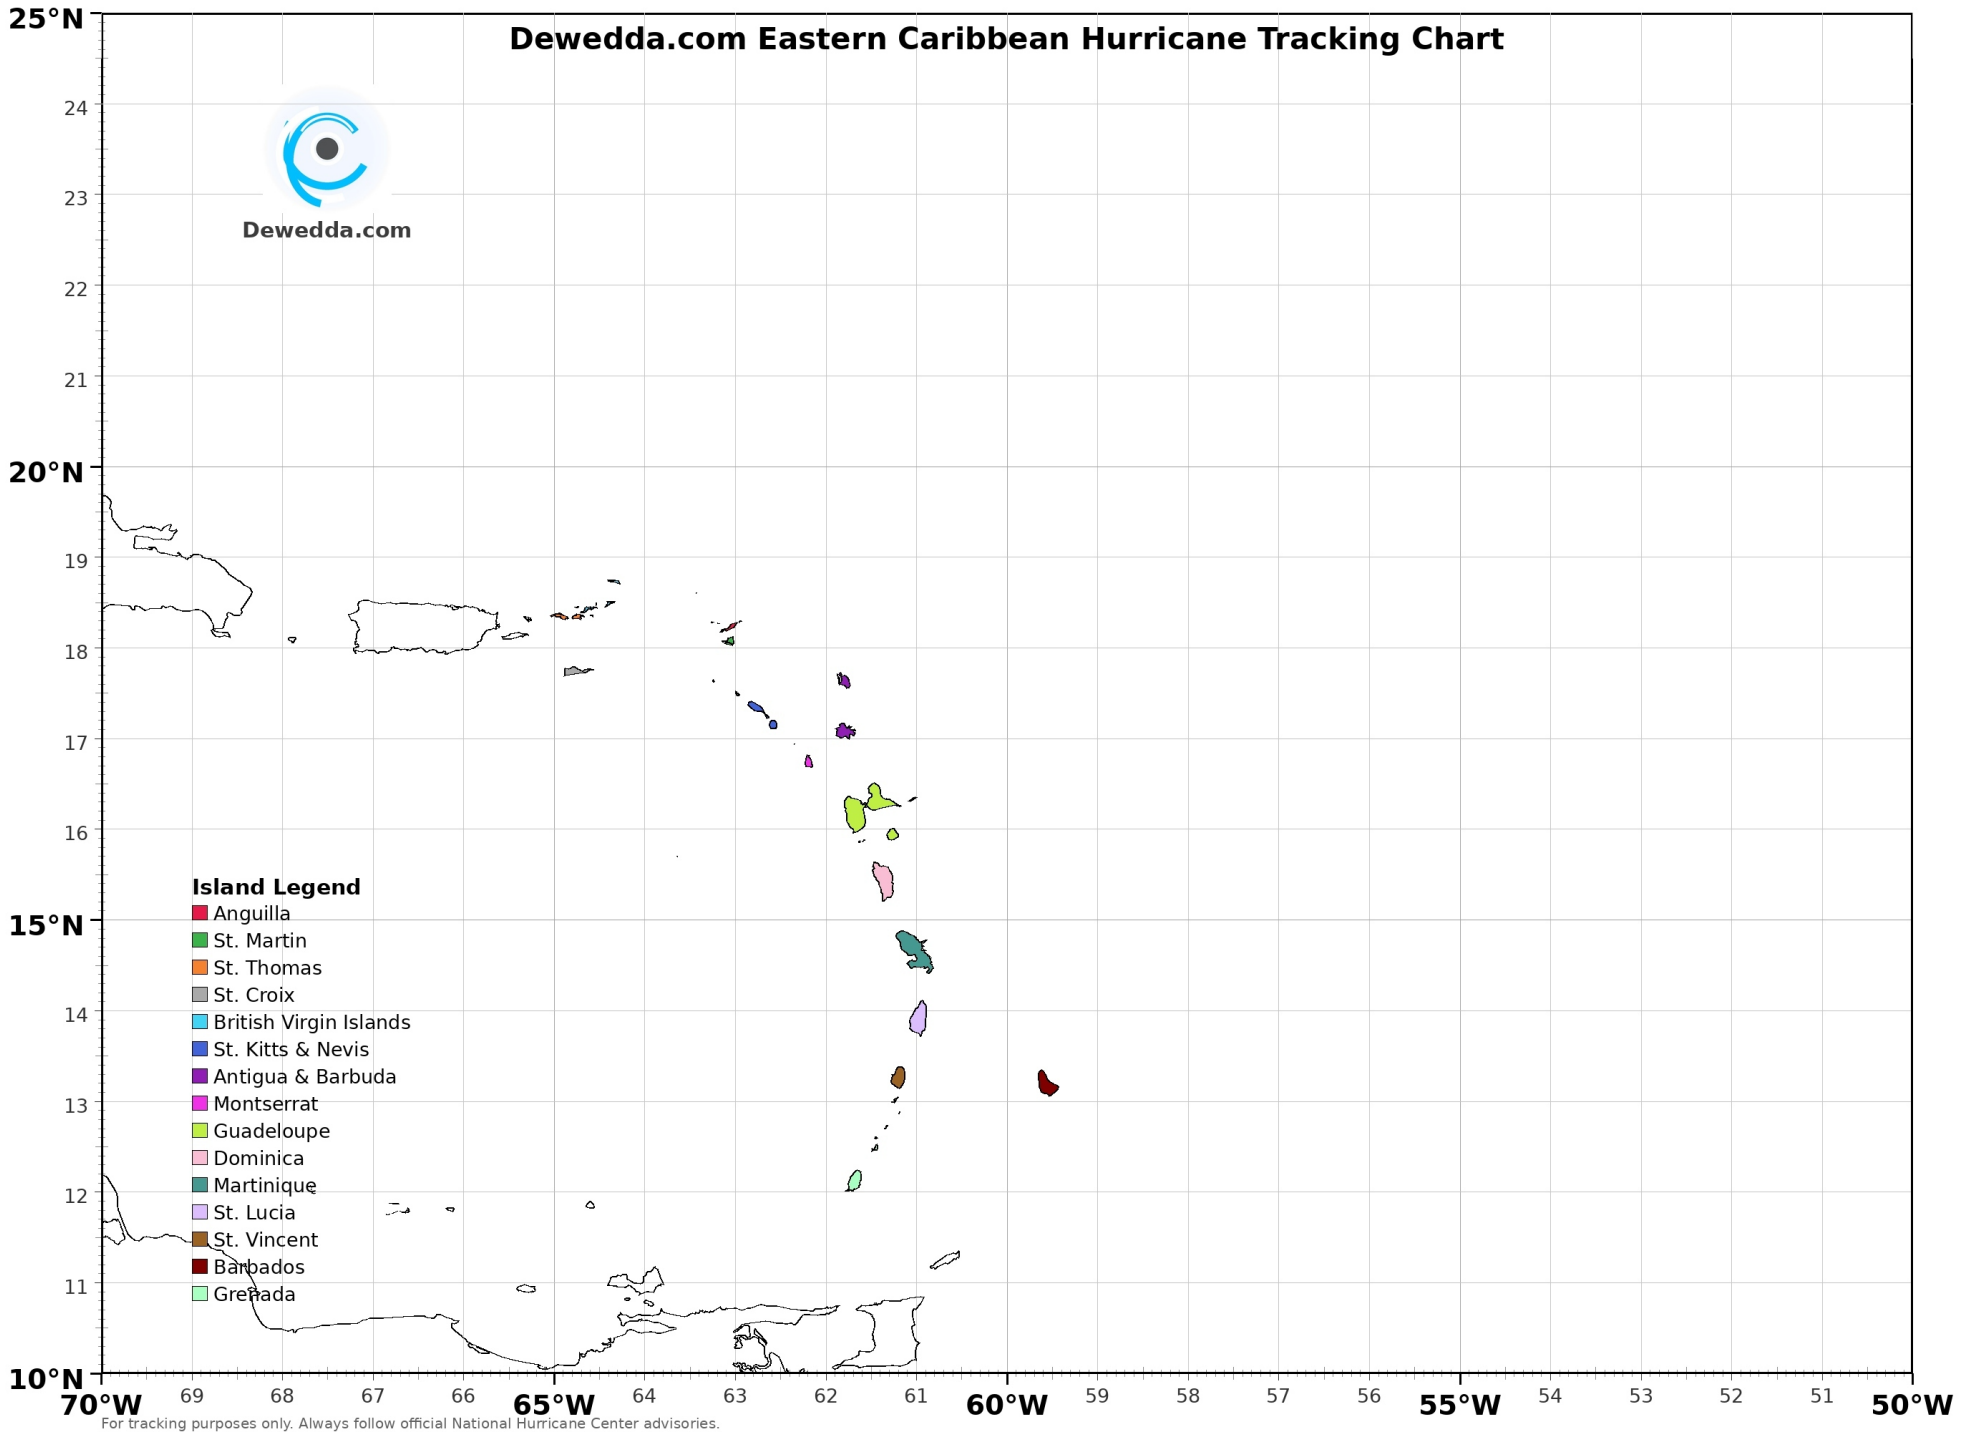 25°N
Dewedda.com Eastern Caribbean Hurricane Tracking Chart
24
23
Dewedda.com
22
21
20°N
19
18
17
16
Island Legend
Anguilla
15°N
St. Martin
St. Thomas
St. Croix
British Virgin Islands
14
St. Kitts & Nevis
Antigua & Barbuda
Montserrat
13
Guadeloupe
Dominica
Martinique
12
St. Lucia
St. Vincent
Barbados
11
Grenada
10°N
70°W 69 68 67 66 65°W 64 63 62 61 60°W 59 58 57 56 55°W 54 53 52 51 50°W
For tracking purposes only. Always follow official National Hurricane Center advisories.